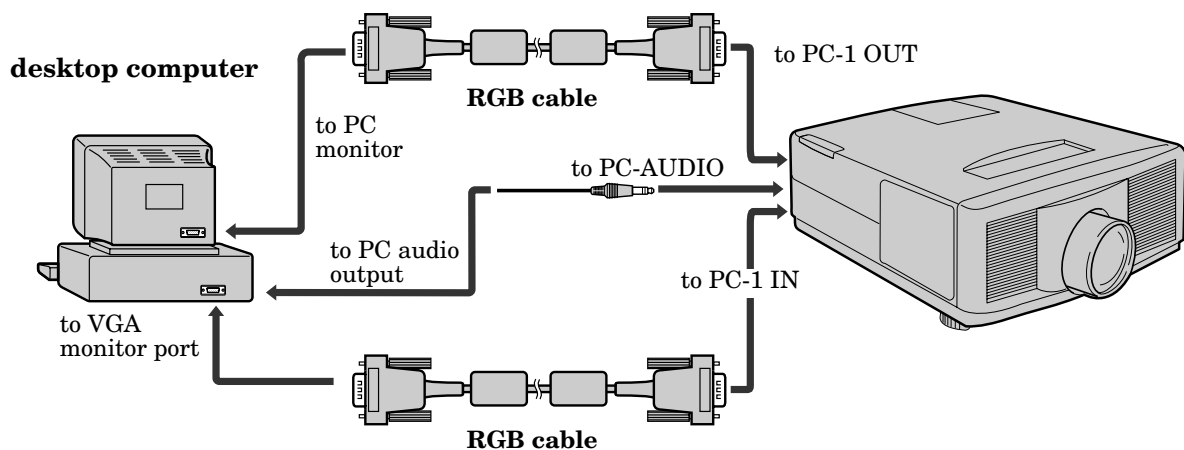 desktop computer
RGB cable
to PC-1 OUT
to PC
monitor
to PC-AUDIO
to PC audio
output
to PC-1 IN
to VGA
monitor port
RGB cable